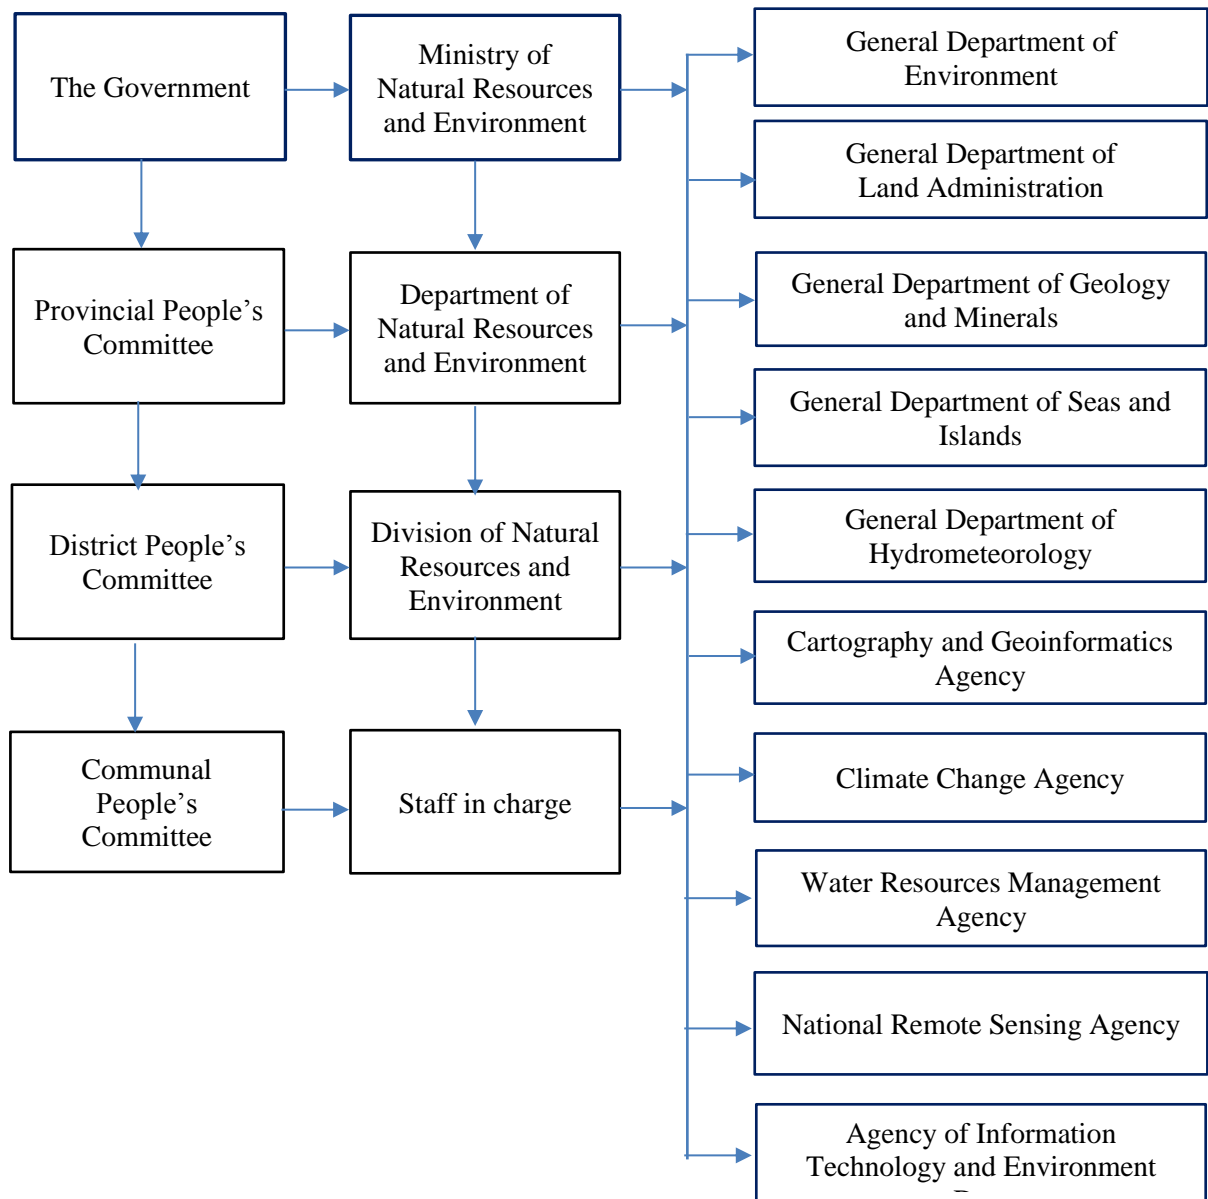 The Government
Ministry of
Natural Resources
and Environment
General Department of
Environment
General Department of
Land Administration
Provincial People’s
Committee
Department of
Natural Resources
and Environment
General Department of Geology
and Minerals
General Department of Seas and
Islands
District People’s
Committee
Division of Natural
Resources and
Environment
General Department of
Hydrometeorology
Cartography and Geoinformatics
Agency
Communal
People’s
Committee
Staff in charge
Climate Change Agency
Water Resources Management
Agency
National Remote Sensing Agency
Agency of Information
Technology and Environment